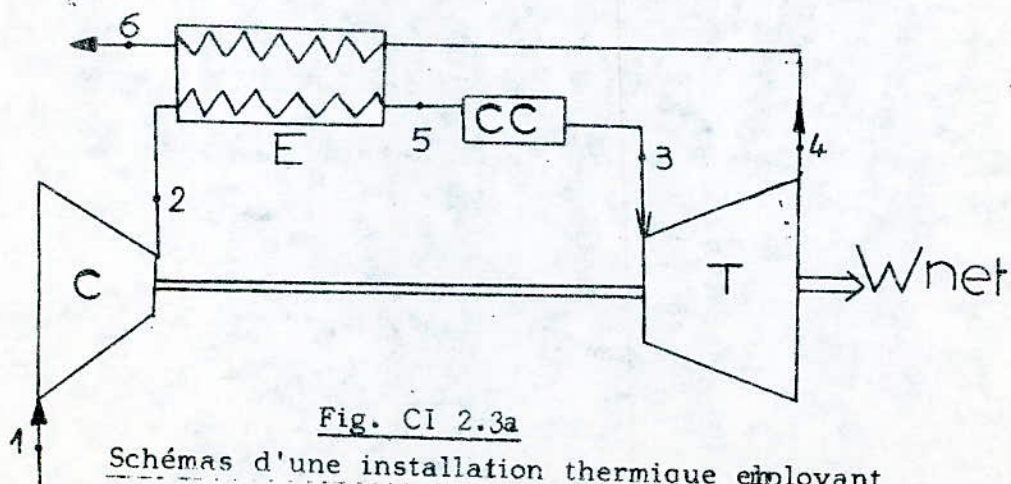 6
E
5
CC
3
4
2
C
T
Wnet
1
Fig. CI 2.3a
Schémas d'une installation thermique employant